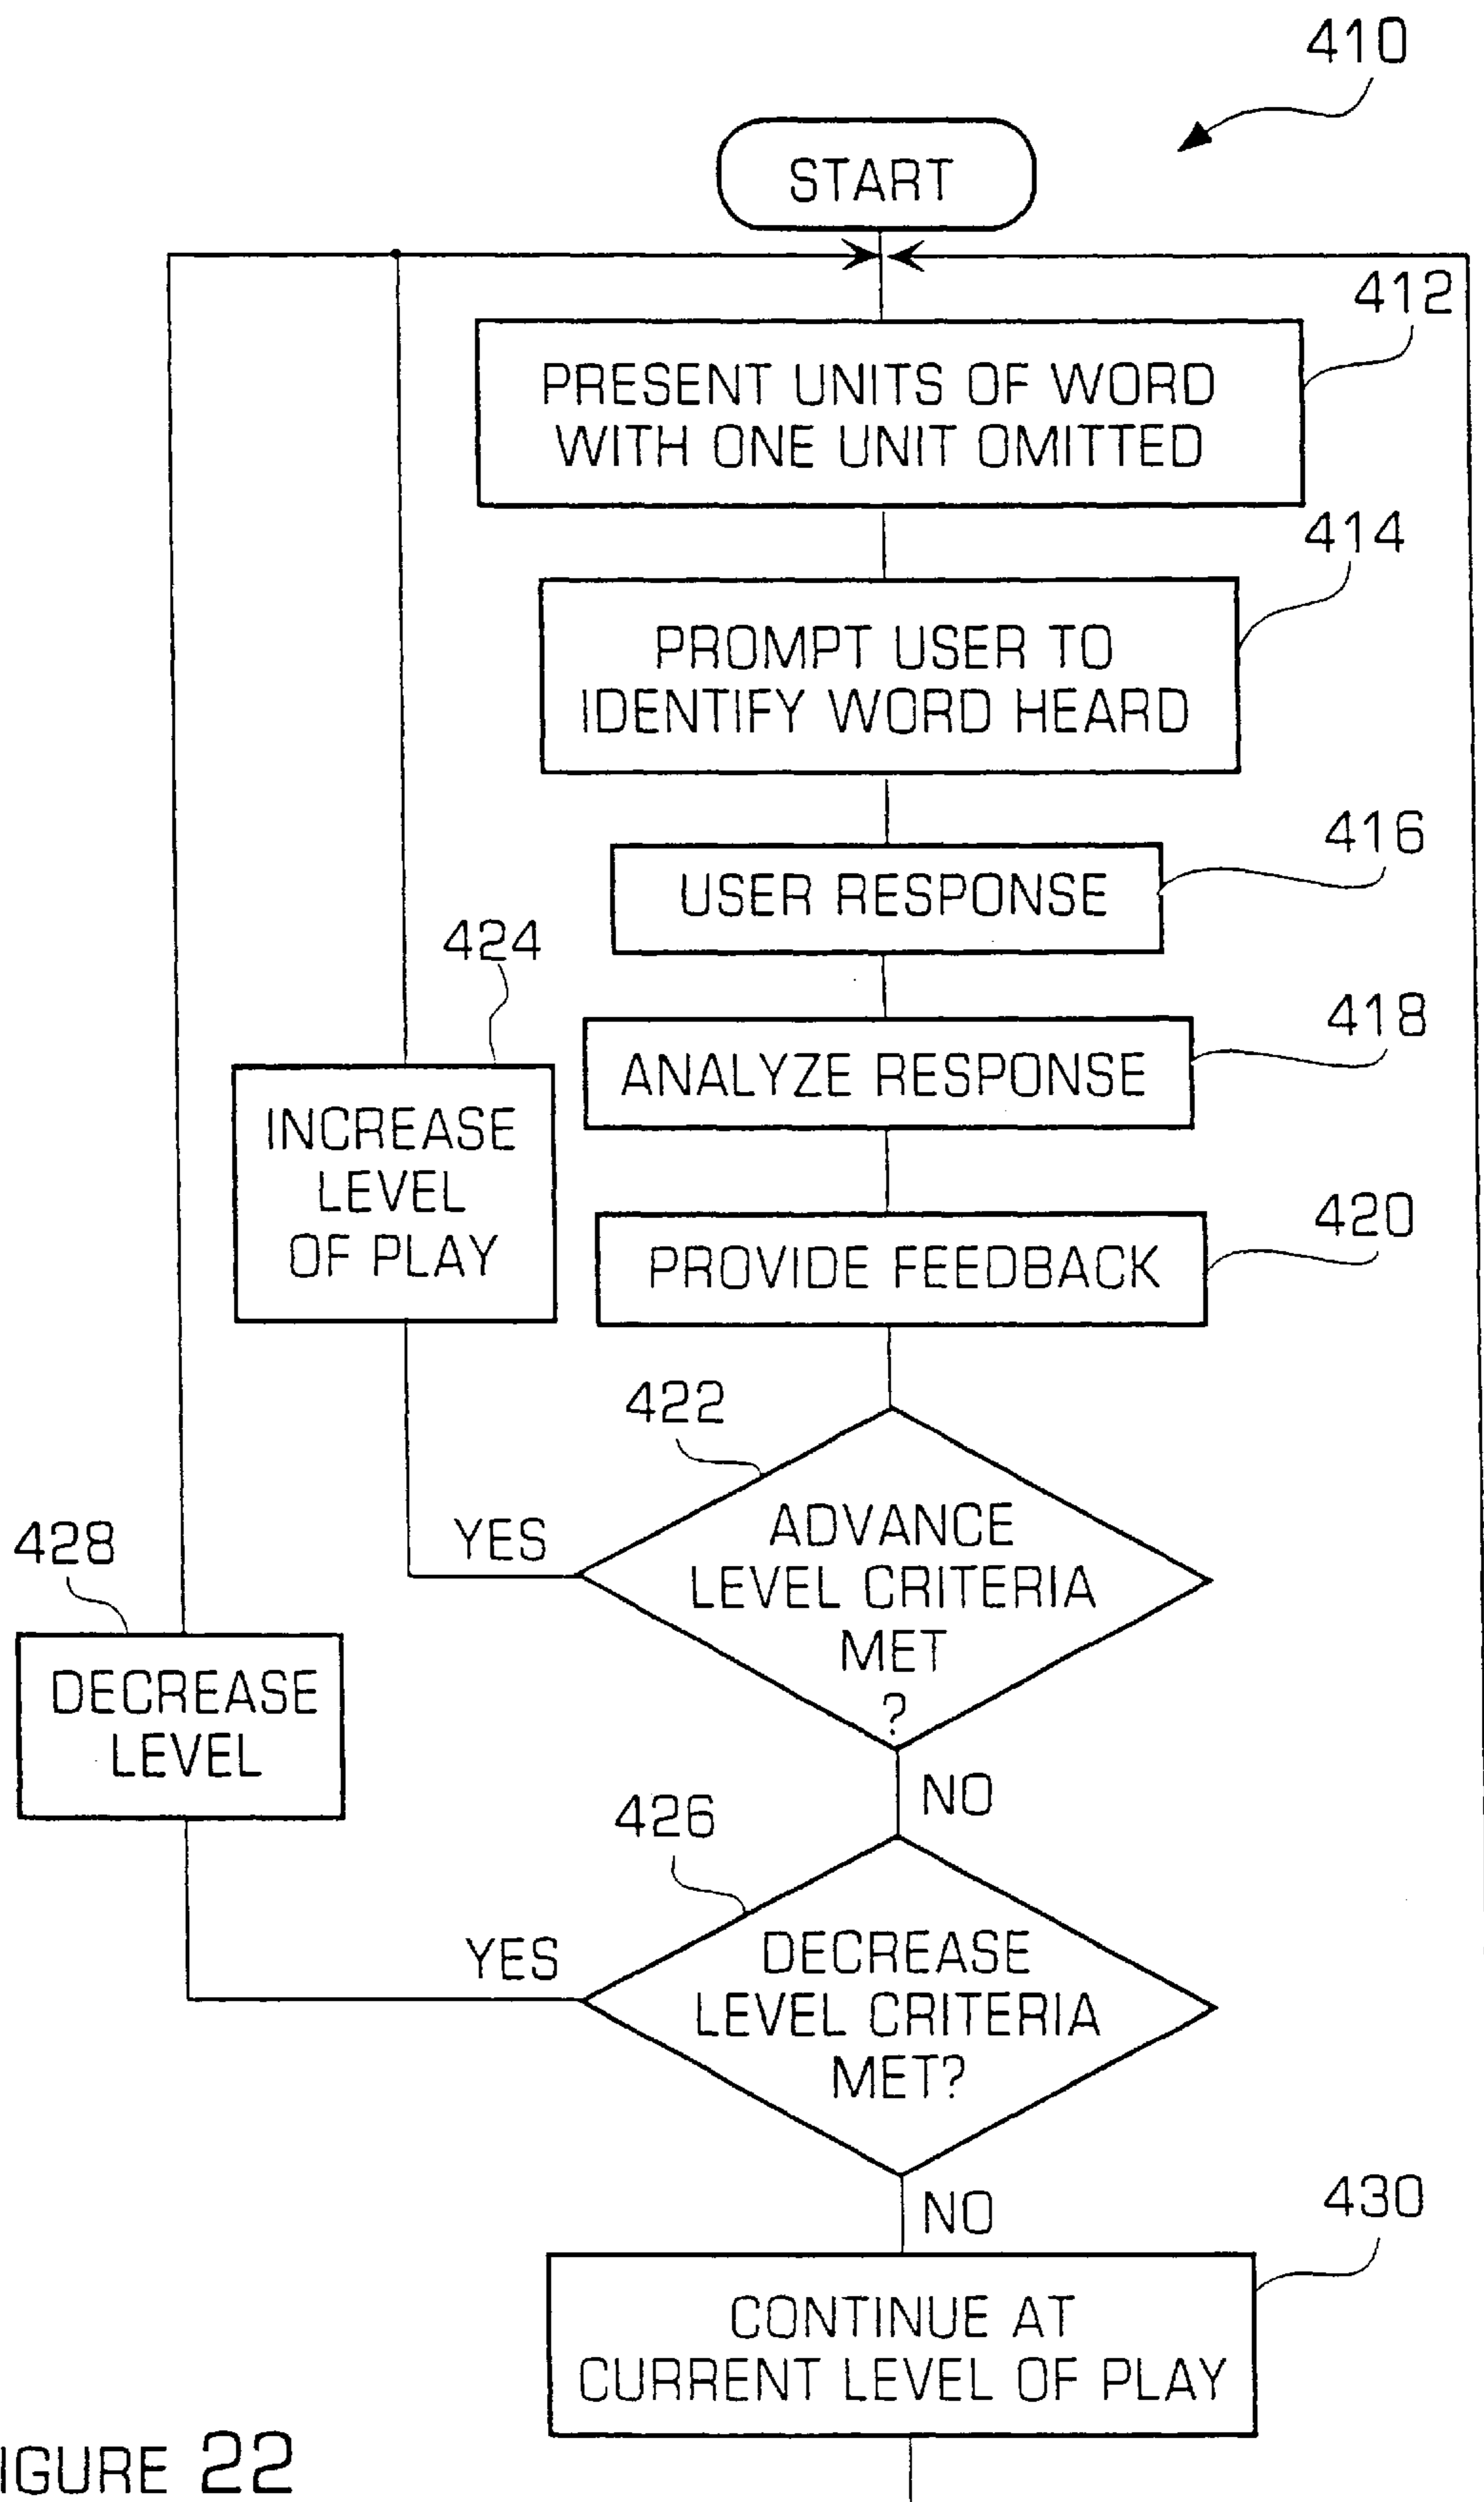 410
START
412
PRESENT UNITS OF WORD
WITH ONE UNIT OMITTED
414
PROMPT USER TO
IDENTIFY WORD HEARD
416
USER RESPONSE
424
418
ANALYZE RESPONSE
INCREASE
LEVEL
OF PLAY
420
PROVIDE FEEDBACK
422
ADVANCE
LEVEL CRITERIA
MET
?
YES
428
DECREASE
LEVEL
NO
426
DECREASE
LEVEL CRITERIA
MET?
YES
NO
430
CONTINUE AT
CURRENT LEVEL OF PLAY
IGURE 22